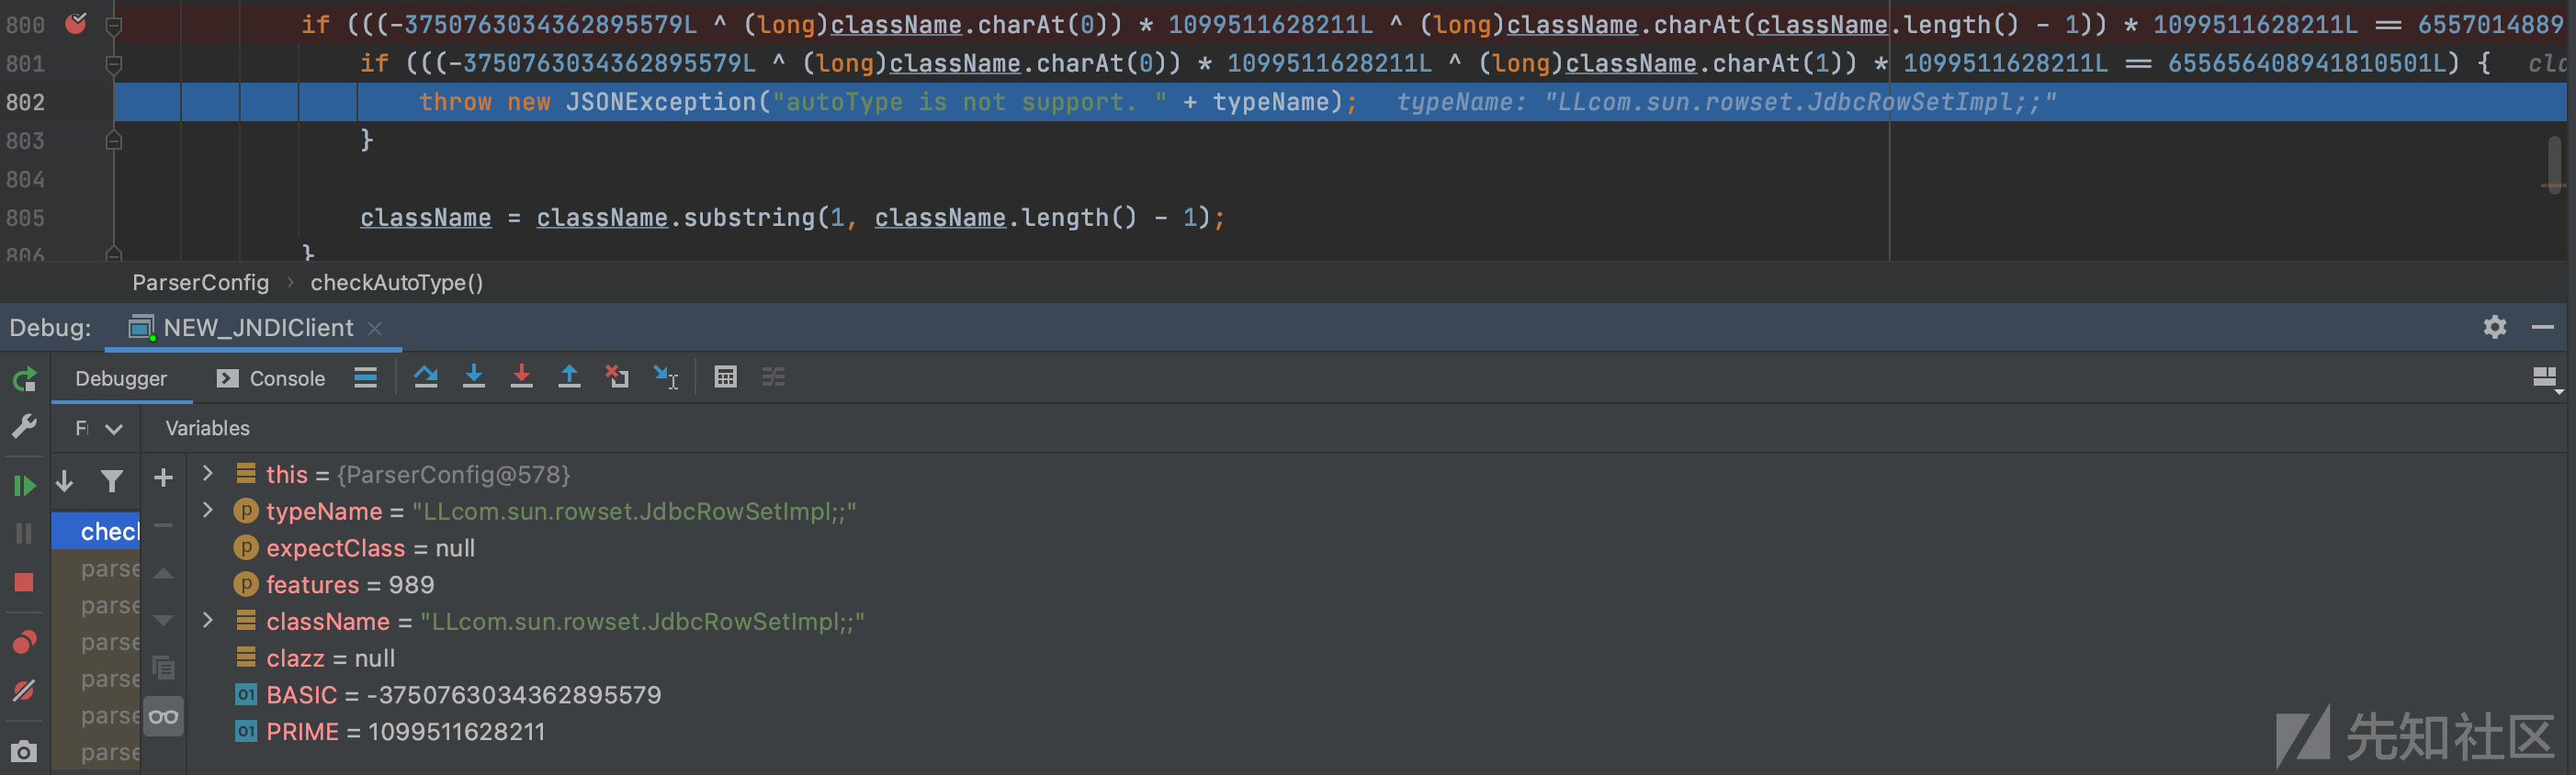 800 if (((-3750763034362895579L ^ (long)className.charAt(0)) * 1099511628211L ^ (long)className.charAt(className.length() - 1)) * 1099511628211L == 6557014889
801 if (((-3750763034362895579L ^ (long)className.charAt(0)) * 1099511628211L ^ (long)className.charAt(1)) * 1099511628211L == 655656408941810501L) { cla
802 throw new JSONException("autoType is not support. " + typeName); typeName: "LLcom.sun.rowset.JdbcRowSetImpl;;"
803 }
804
805 className = className.substring(1, className.length() - 1);
806 }
ParserConfig › checkAutoType()
Debug: NEW_JNDIClient
Debugger Console
Variables
this = {ParserConfig@578}
typeName = "LLcom.sun.rowset.JdbcRowSetImpl;;"
check
expectClass = null
parse
features = 989
parse
className = "LLcom.sun.rowset.JdbcRowSetImpl;;"
parse
clazz = null
parse
BASIC = -3750763034362895579
parse
PRIME = 1099511628211
parse
先知社区